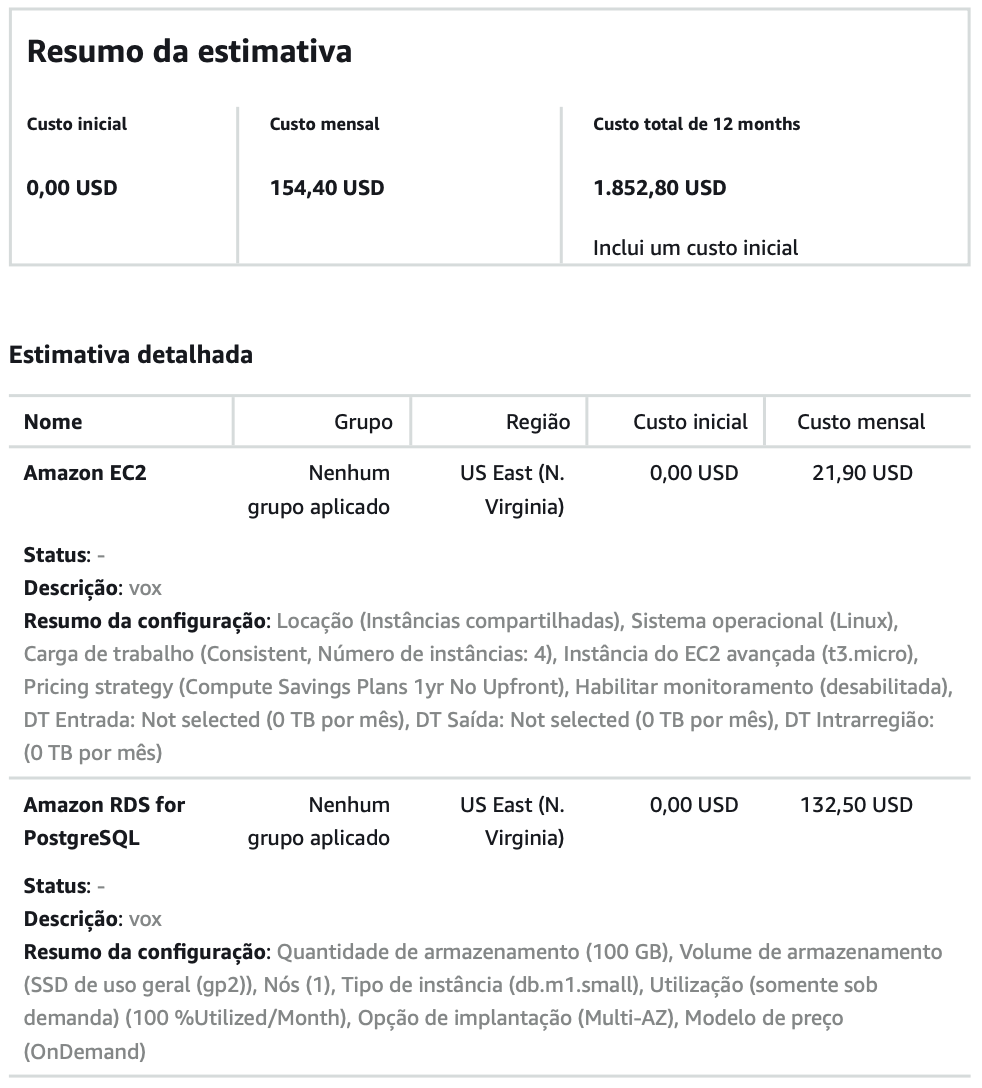 Resumo da estimativa
Custo inicial
Custo mensal
Custo total de 12 months
0,00 USD
154,40 USD
1.852,80 USD
Inclui um custo inicial
Estimativa detalhada
Nome
Grupo
Região
Custo inicial
Custo mensal
Amazon EC2
Nenhum
grupo aplicado
US East (N.
Virginia)
0,00 USD
21,90 USD
Status: -
Descrição: vox
Resumo da configuração: Locação (Instâncias compartilhadas), Sistema operacional (Linux),
Carga de trabalho (Consistent, Número de instâncias: 4), Instância do EC2 avançada (t3.micro),
Pricing strategy (Compute Savings Plans 1yr No Upfront), Habilitar monitoramento (desabilitada),
DT Entrada: Not selected (0 TB por mês), DT Saída: Not selected (0 TB por mês), DT Intrarregião:
(0 TB por mês)
Amazon RDS for
PostgreSQL
Nenhum
grupo aplicado
US East (N.
Virginia)
0,00 USD
132,50 USD
Status: -
Descrição: vox
Resumo da configuração: Quantidade de armazenamento (100 GB), Volume de armazenamento
(SSD de uso geral (gp2)), Nós (1), Tipo de instância (db.m1.small), Utilização (somente sob
demanda) (100 %Utilized/Month), Opção de implantação (Multi-AZ), Modelo de preço
(OnDemand)